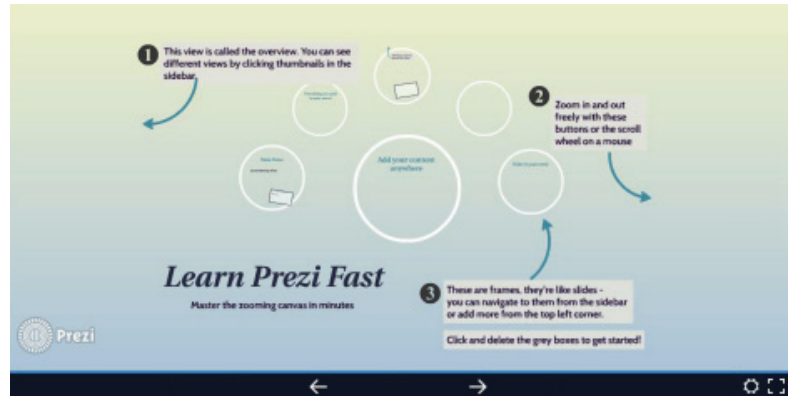 1 This view is called the overview. You can see
different views by clicking thumbnails in the
sidebar
2 Zoom in and out
freely with these
buttons or the scroll
wheel on a mouse
Add your content
anywhere
Learn Prezi Fast
Master the zooming canvas in minutes
3 These are frames, they're like slides -
you can navigate to them from the sidebar
or add more from the top left corner.
Click and delete the grey boxes to get started!
Prezi